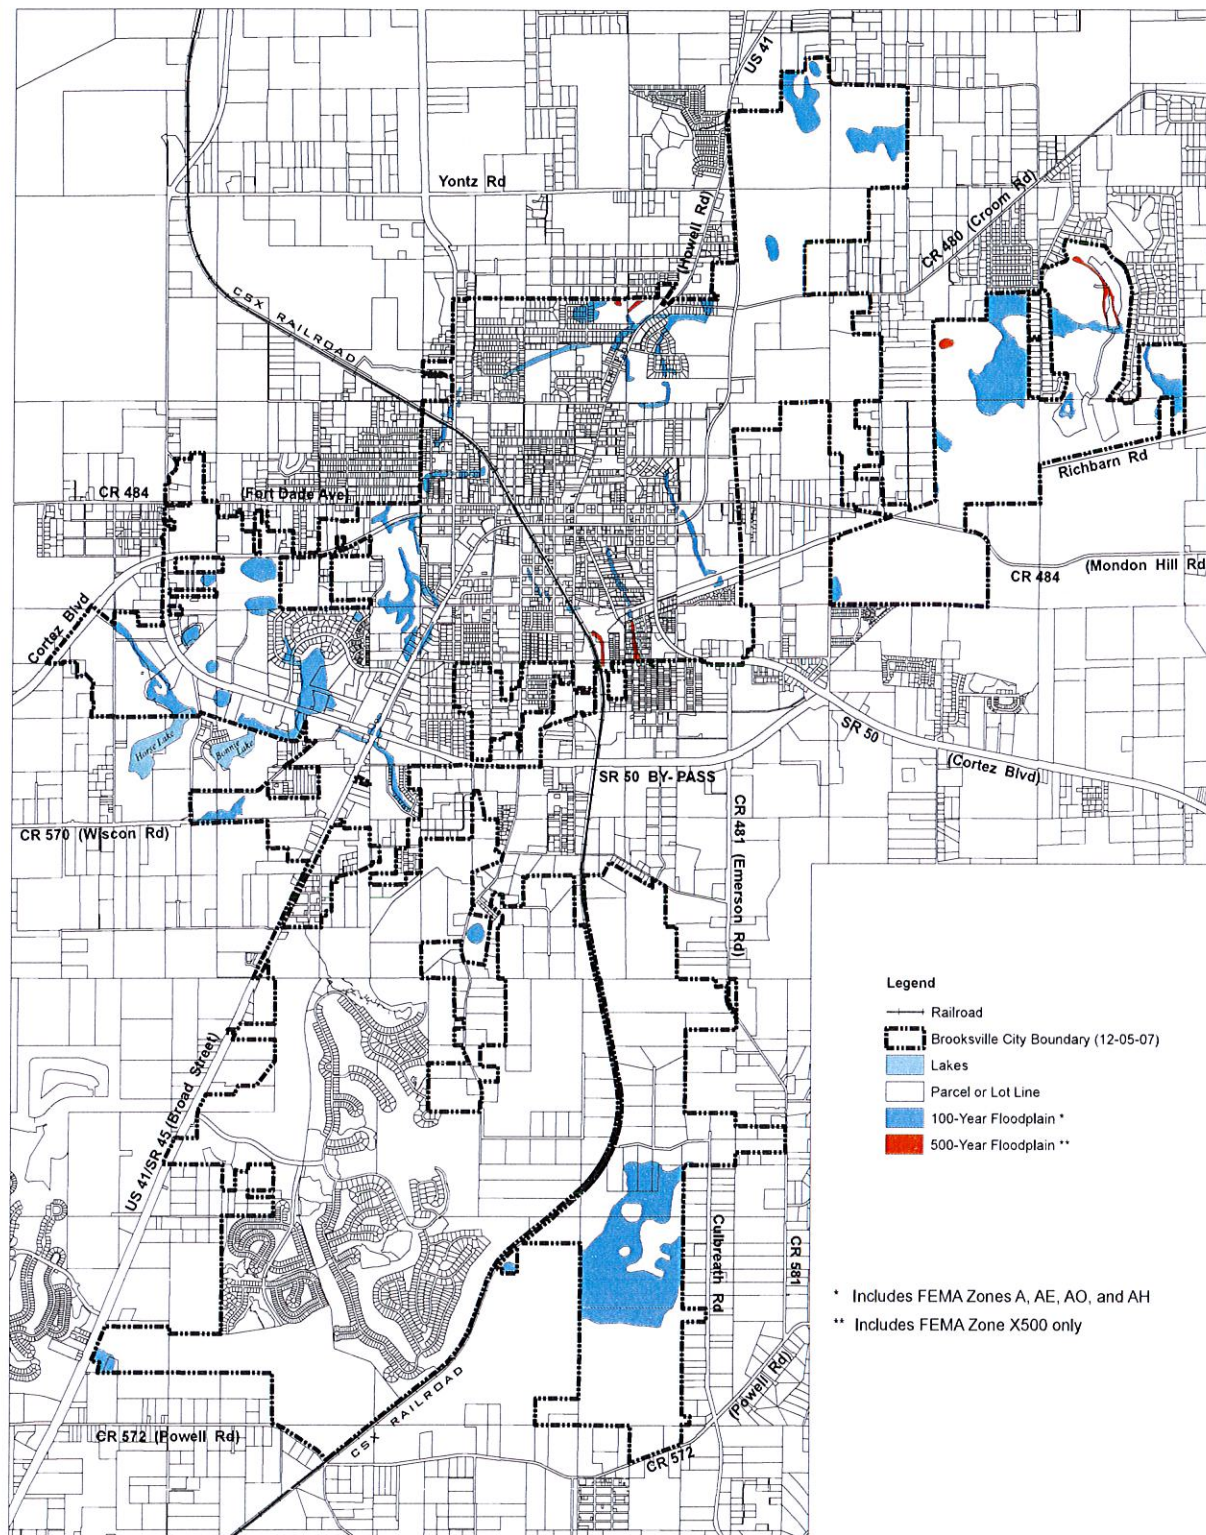 US 41
Yontz Rd
(Howell Rd)
CR 480 (Croom Rd)
CSX RAILROAD
CR 484
(Fort Dade Ave)
Richbarn Rd
CR 484
(Mondon Hill Rd
Cortez Blvd
Horse Lake
Bonnie Lake
SR 50
(Cortez Blvd)
SR 50 BY-PASS
CR 570 (Wiscon Rd)
CR 481 (Emerson Rd)
Legend
Railroad
Brooksville City Boundary (12-05-07)
Lakes
Parcel or Lot Line
100-Year Floodplain *
500-Year Floodplain **
US 41/SR 45 (Broad Street)
Culbreath Rd
CR 581
* Includes FEMA Zones A, AE, AO, and AH
** Includes FEMA Zone X500 only
(Powell Rd)
CSX RAILROAD
CR 572 (Powell Rd)
CR 572